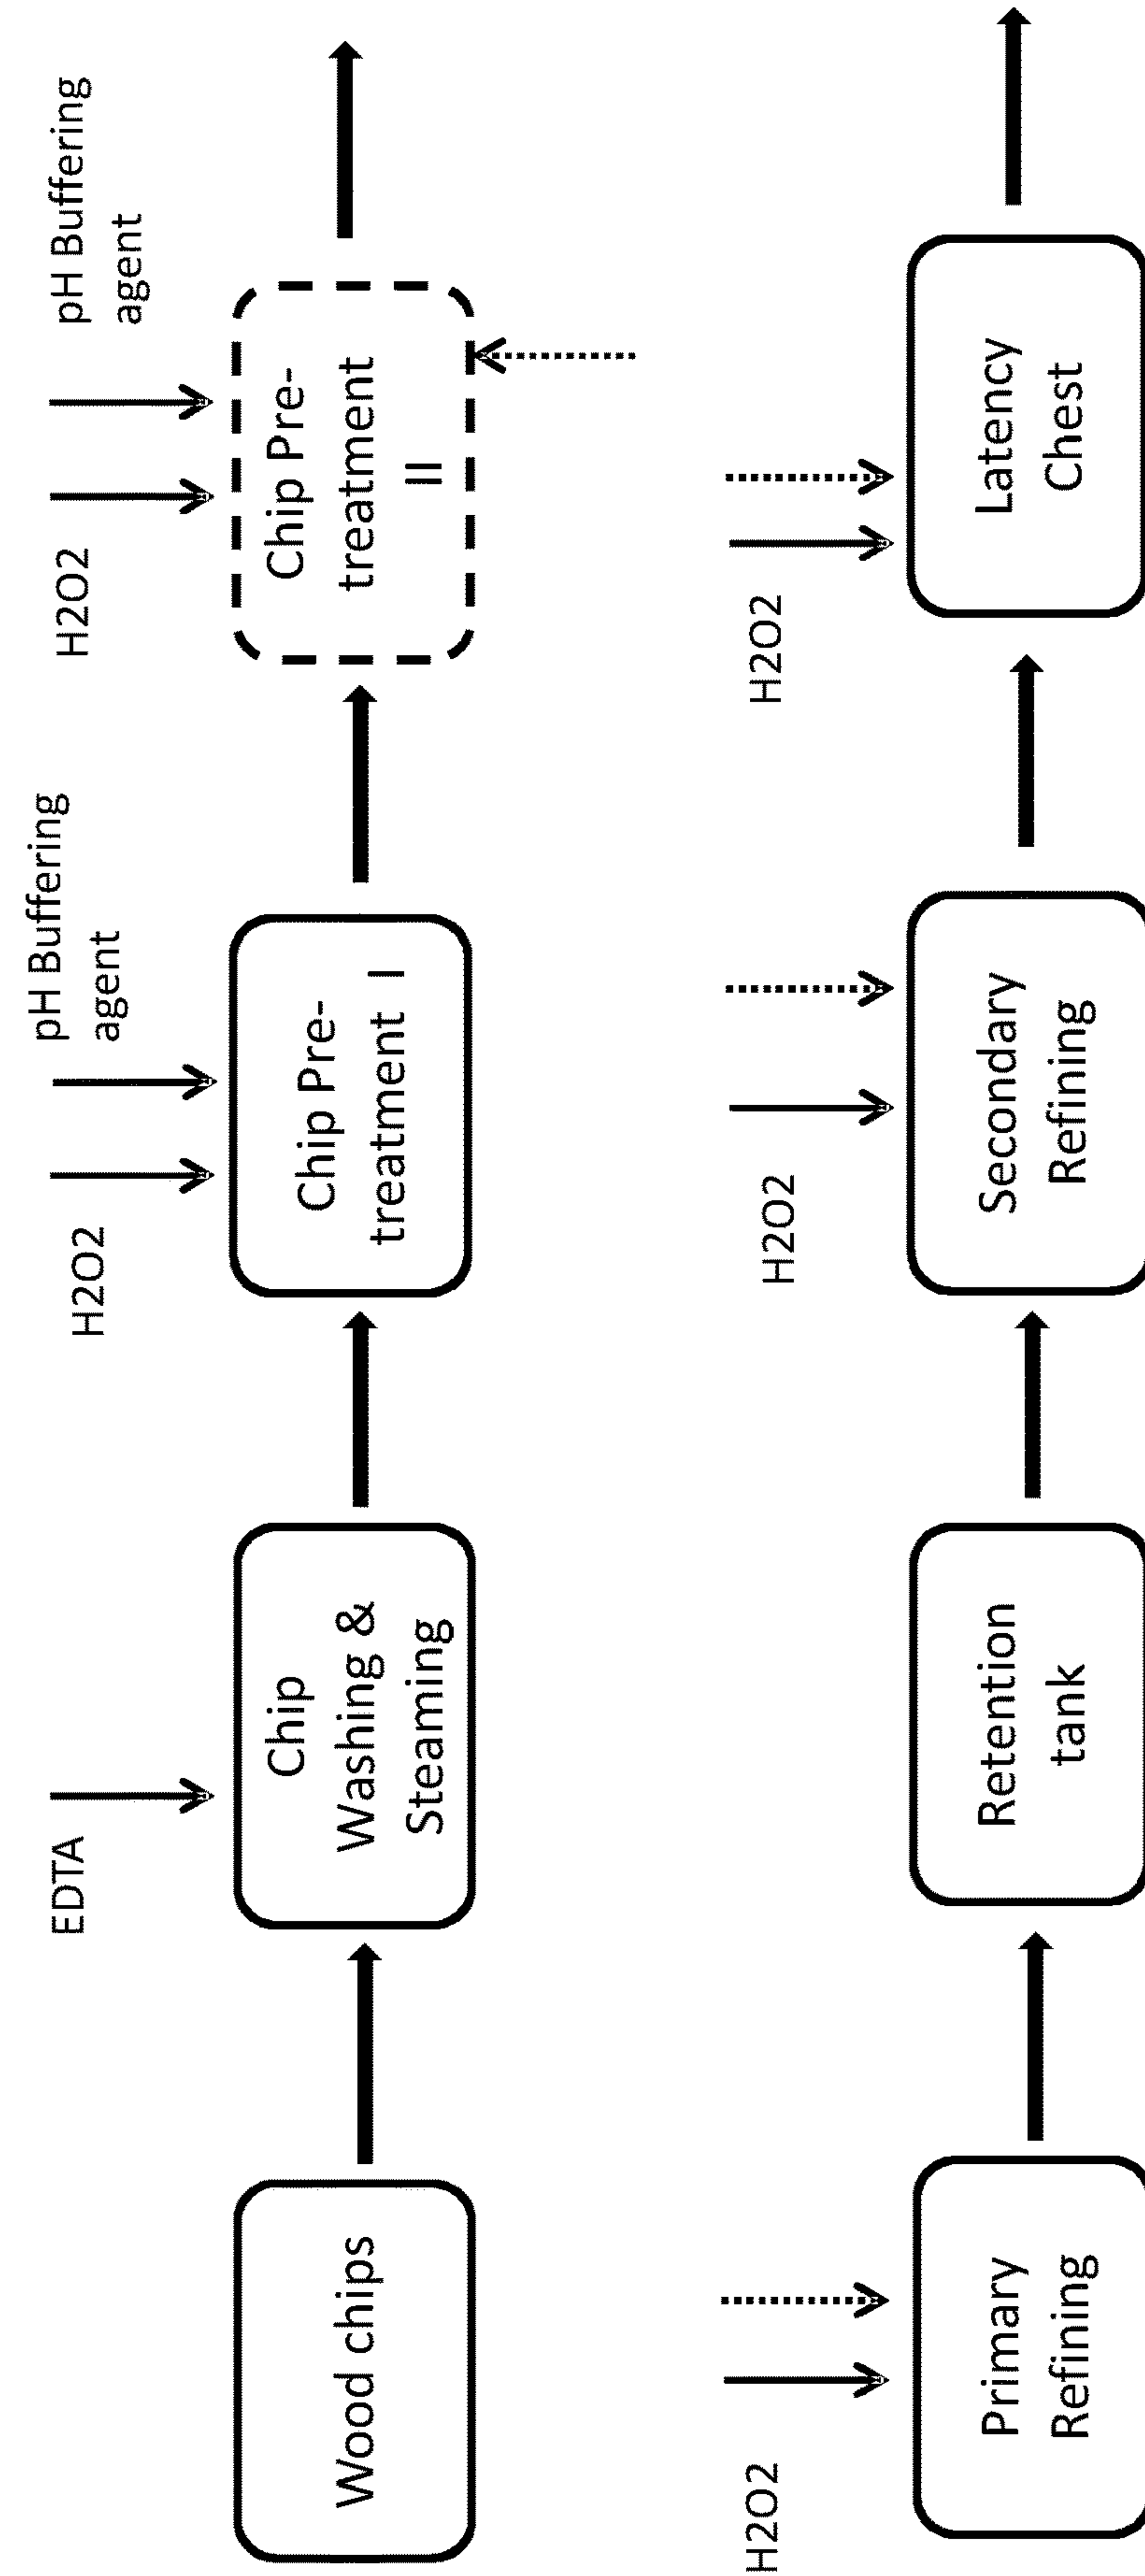 EDTA
H2O2
pH Buffering
agent
H2O2
pH Buffering
agent
Wood chips
Chip
Washing &
Steaming
Chip Pre-
treatment I
Chip Pre-
treatment
II
H2O2
H2O2
H2O2
Primary
Refining
Retention
tank
Secondary
Refining
Latency
Chest